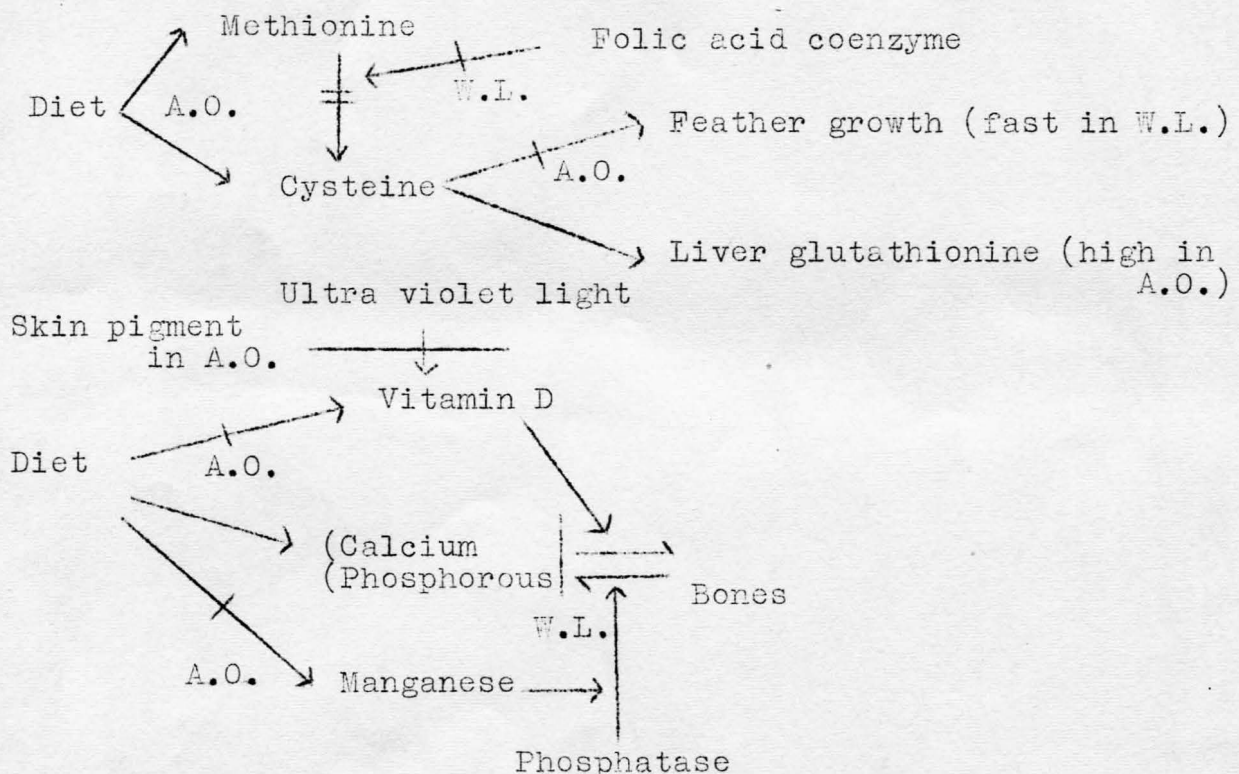 Methionine
Folic acid coenzyme
Diet
A.O.
W.L.
Feather growth (fast in W.L.)
A.O.
Cysteine
Liver glutathionine (high in
A.O.)
Ultra violet light
Skin pigment
in A.O.
Vitamin D
Diet
A.O.
(Calcium
(Phosphorous
Bones
W.L.
A.O.
Manganese
Phosphatase